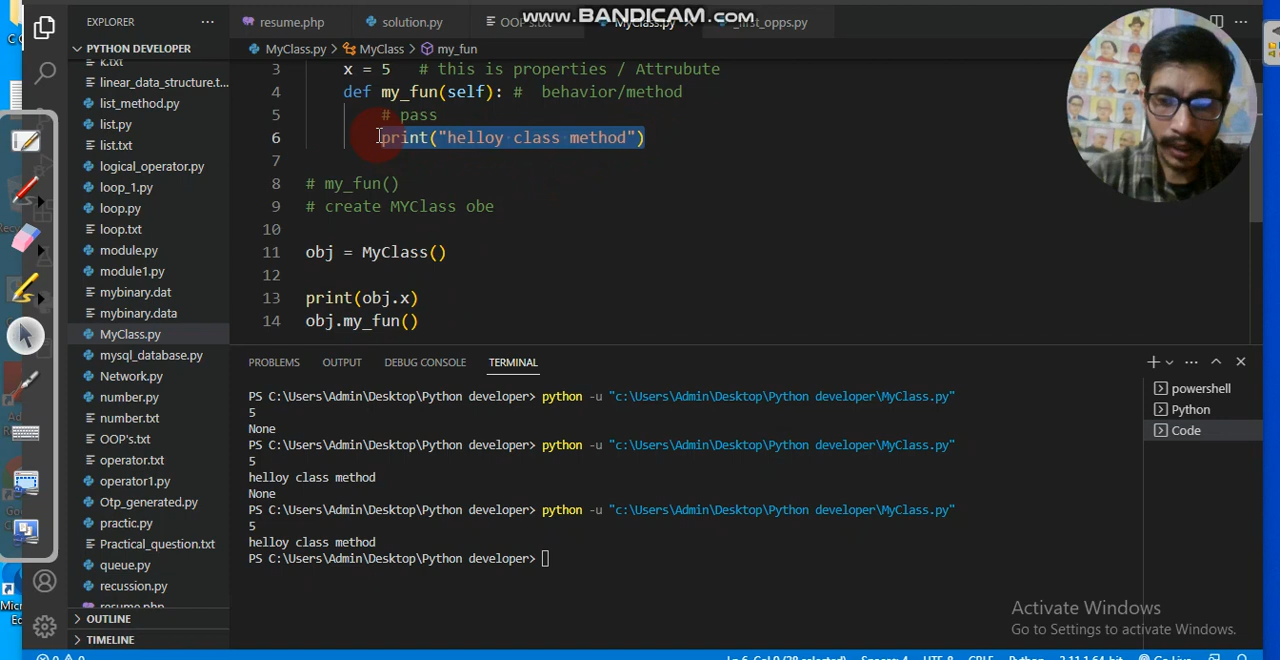 www.BANDICAM.com
EXPLORER
resume.php
solution.py
OOP's.txt
MyClass.py
_first_opps.py
PYTHON DEVELOPER
MyClass.py > MyClass > my_fun
k.txt
linear_data_structure.t...
list_method.py
list.py
list.txt
logical_operator.py
loop_1.py
loop.py
loop.txt
module.py
module1.py
mybinary.dat
mybinary.data
MyClass.py
mysql_database.py
Network.py
number.py
number.txt
OOP's.txt
operator.txt
operator1.py
Otp_generated.py
practic.py
Practical_question.txt
queue.py
recussion.py
resume.php
OUTLINE
TIMELINE
3 x = 5 # this is properties / Attrubute
4 def my_fun(self): # behavior/method
5 # pass
6 print("helloy class method")
7
8 # my_fun()
9 # create MYClass obe
10
11 obj = MyClass()
12
13 print(obj.x)
14 obj.my_fun()
PROBLEMS OUTPUT DEBUG CONSOLE TERMINAL
PS C:\Users\Admin\Desktop\Python developer> python -u "c:\Users\Admin\Desktop\Python developer\MyClass.py"
5
None
PS C:\Users\Admin\Desktop\Python developer> python -u "c:\Users\Admin\Desktop\Python developer\MyClass.py"
5
helloy class method
None
PS C:\Users\Admin\Desktop\Python developer> python -u "c:\Users\Admin\Desktop\Python developer\MyClass.py"
5
helloy class method
PS C:\Users\Admin\Desktop\Python developer>
powershell
Python
Code
Activate Windows
Go to Settings to activate Windows.